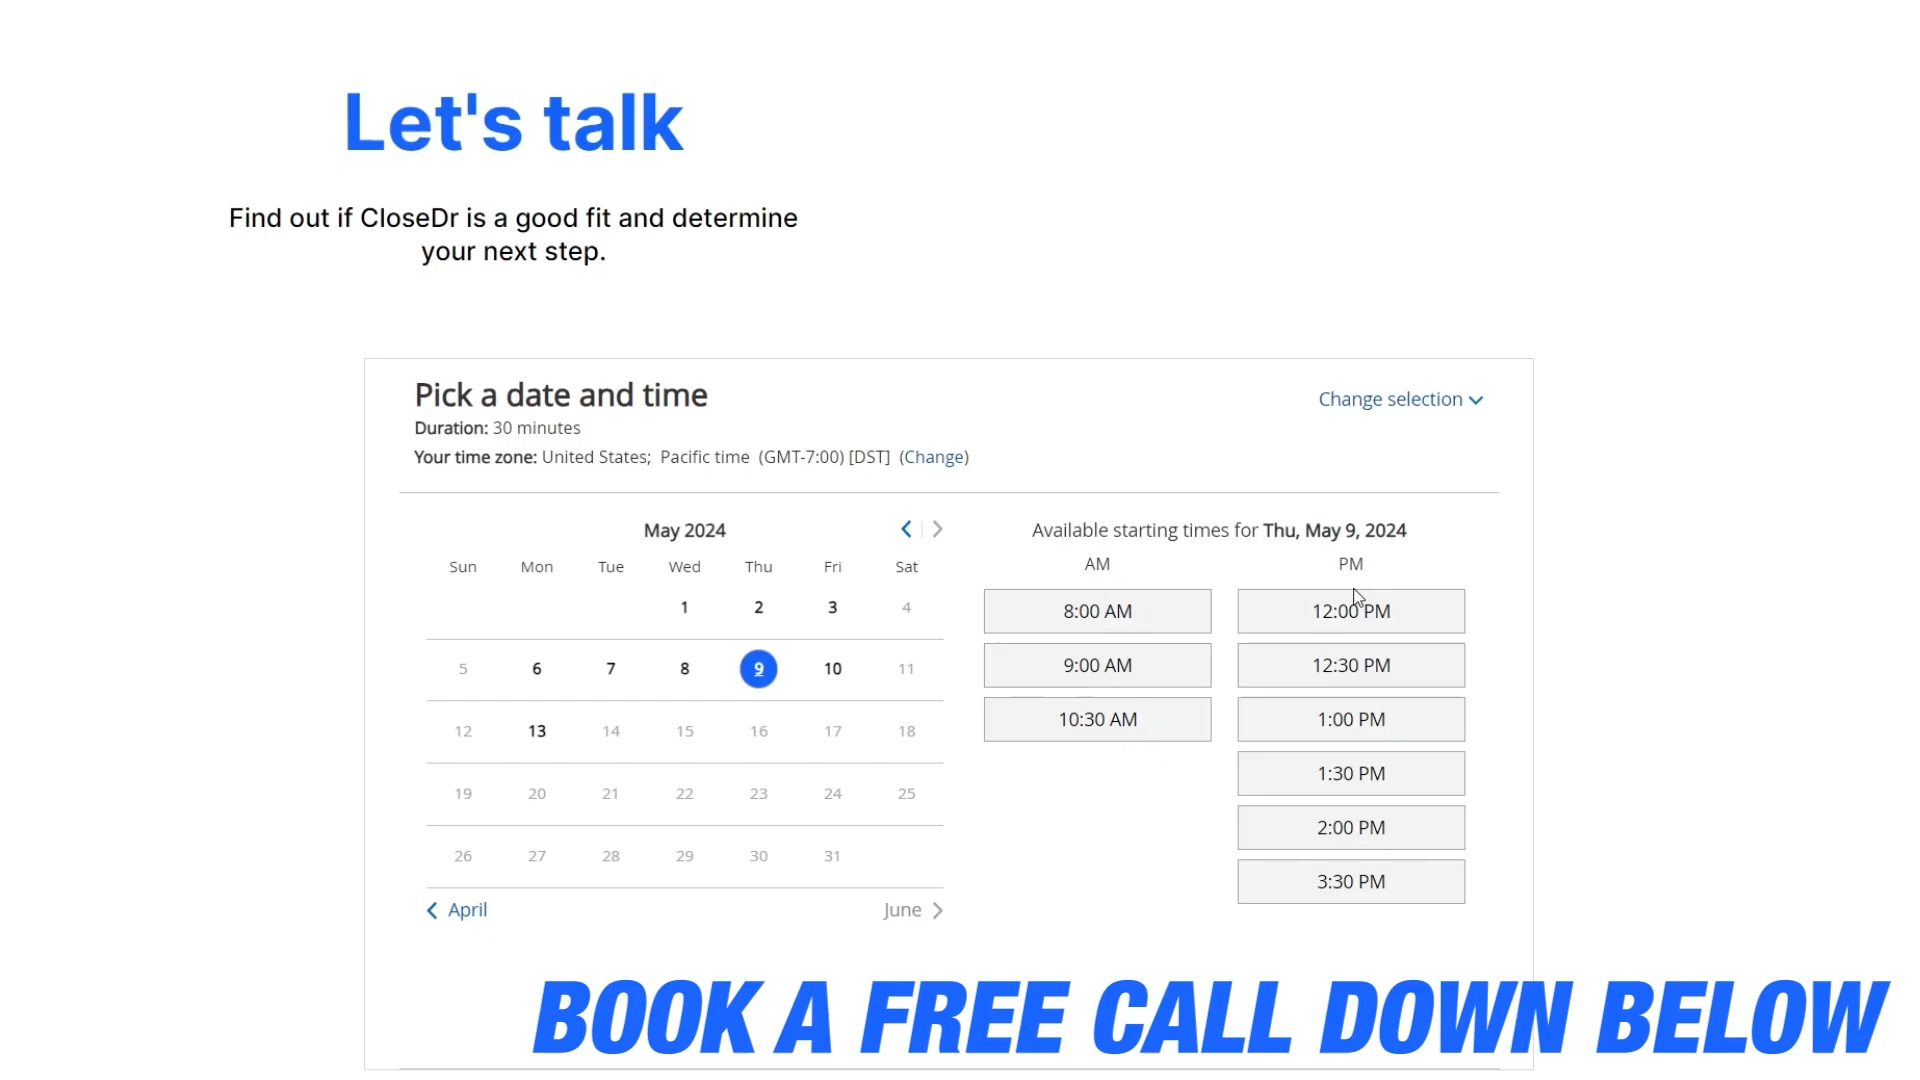 Let's talk
Find out if CloseDr is a good fit and determine
your next step.
Pick a date and time
Change selection
Duration: 30 minutes
Your time zone: United States; Pacific time (GMT-7:00) [DST] (Change)
May 2024
Sun Mon Tue Wed Thu Fri Sat
1 2 3 4
5 6 7 8 9 10 11
12 13 14 15 16 17 18
19 20 21 22 23 24 25
26 27 28 29 30 31
April June
Available starting times for Thu, May 9, 2024
AM PM
8:00 AM 12:00 PM
9:00 AM 12:30 PM
10:30 AM 1:00 PM
1:30 PM
2:00 PM
3:30 PM
BOOK A FREE CALL DOWN BELOW